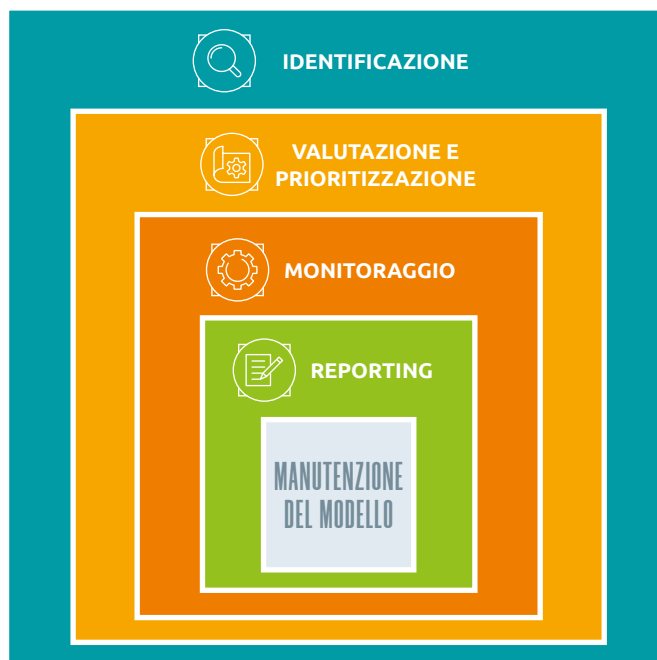 IDENTIFICAZIONE
VALUTAZIONE E
PRIORITIZZAZIONE
MONITORAGGIO
REPORTING
MANUTENZIONE
DEL MODELLO